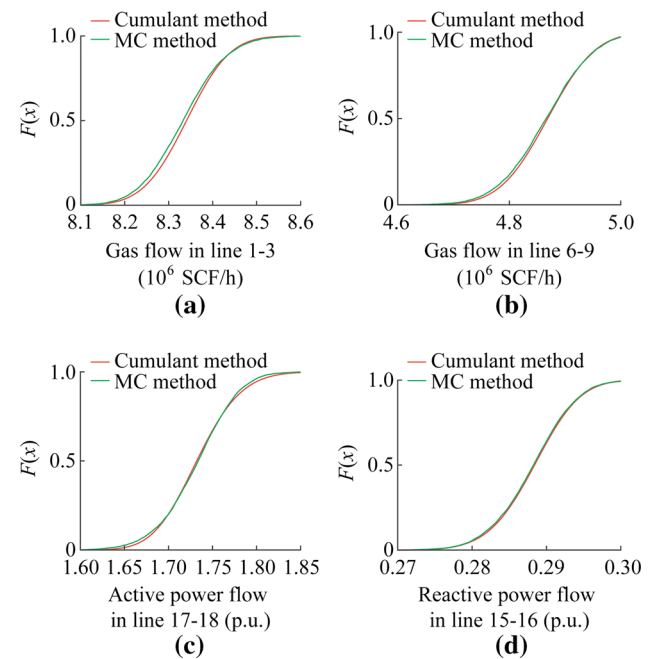 Cumulant method
MC method
1.0
0.5
0
F(x)
8.1 8.2 8.3 8.4 8.5 8.6
Gas flow in line 1-3
(10⁶ SCF/h)
(a)
Cumulant method
MC method
1.0
0.5
0
F(x)
4.6 4.8 5.0
Gas flow in line 6-9
(10⁶ SCF/h)
(b)
Cumulant method
MC method
1.0
0.5
0
F(x)
1.60 1.65 1.70 1.75 1.80 1.85
Active power flow
in line 17-18 (p.u.)
(c)
Cumulant method
MC method
1.0
0.5
0
F(x)
0.27 0.28 0.29 0.30
Reactive power flow
in line 15-16 (p.u.)
(d)